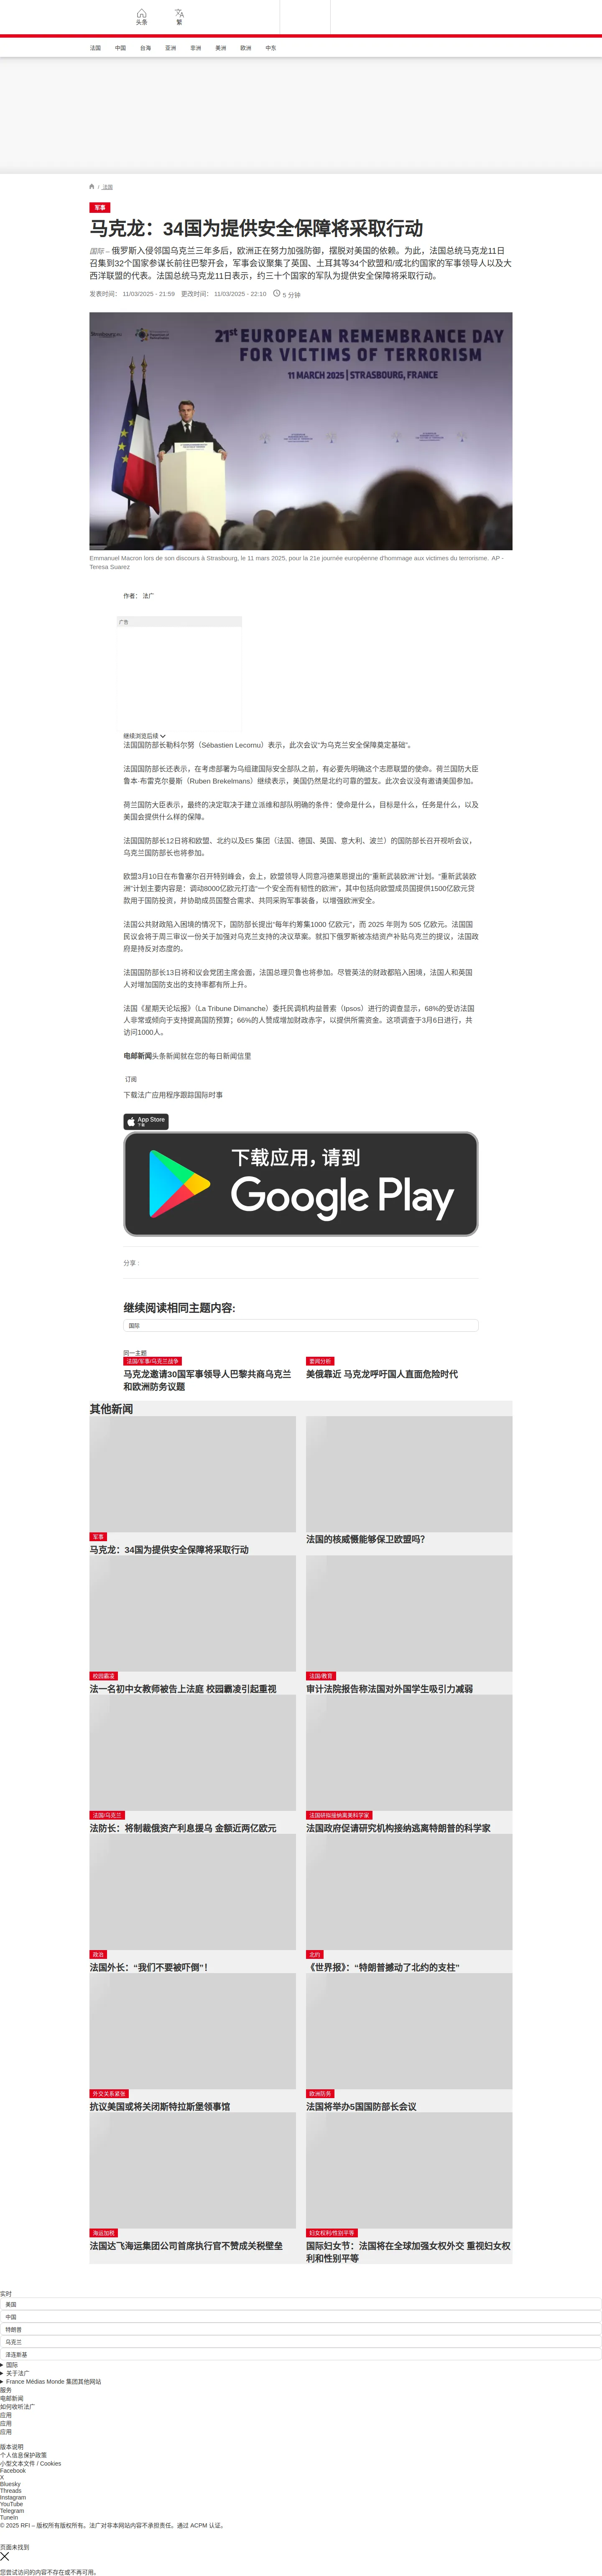 头条
繁
法国
中国
台海
亚洲
非洲
美洲
欧洲
中东
/ 法国
军事
马克龙：34国为提供安全保障将采取行动
国际 – 俄罗斯入侵邻国乌克兰三年多后，欧洲正在努力加强防御，摆脱对美国的依赖。为此，法国总统马克龙11日
召集到32个国家参谋长前往巴黎开会，军事会议聚集了英国、土耳其等34个欧盟和/或北约国家的军事领导人以及大
西洋联盟的代表。法国总统马克龙11日表示，约三十个国家的军队为提供安全保障将采取行动。
发表时间： 11/03/2025 - 21:59 更改时间： 11/03/2025 - 22:10 5 分钟
21st EUROPEAN REMEMBRANCE DAY
FOR VICTIMS OF TERRORISM
11 MARCH 2025 | STRASBOURG, FRANCE
Emmanuel Macron lors de son discours à Strasbourg, le 11 mars 2025, pour la 21e journée européenne d'hommage aux victimes du terrorisme. AP -
Teresa Suarez
作者： 法广
广告
继续浏览后续
法国国防部长勒科尔努（Sébastien Lecornu）表示，此次会议“为乌克兰安全保障奠定基础”。
法国国防部长还表示，在考虑部署为乌组建国际安全部队之前，有必要先明确这个志愿联盟的使命。荷兰国防大臣
鲁本·布雷克尔曼斯（Ruben Brekelmans）继续表示，美国仍然是北约可靠的盟友。此次会议没有邀请美国参加。
荷兰国防大臣表示，最终的决定取决于建立派维和部队明确的条件：使命是什么，目标是什么，任务是什么，以及
美国会提供什么样的保障。
法国国防部长12日将和欧盟、北约以及E5 集团（法国、德国、英国、意大利、波兰）的国防部长召开视听会议，
乌克兰国防部长也将参加。
欧盟3月10日在布鲁塞尔召开特别峰会，会上，欧盟领导人同意冯德莱恩提出的“重新武装欧洲”计划。“重新武装欧
洲”计划主要内容是：调动8000亿欧元打造“一个安全而有韧性的欧洲”，其中包括向欧盟成员国提供1500亿欧元贷
款用于国防投资，并协助成员国整合需求、共同采购军事装备，以增强欧洲安全。
法国公共财政陷入困境的情况下，国防部长提出“每年约筹集1000 亿欧元”，而 2025 年则为 505 亿欧元。法国国
民议会将于周三审议一份关于加强对乌克兰支持的决议草案。就扣下俄罗斯被冻结资产补贴乌克兰的提议，法国政
府是持反对态度的。
法国国防部长13日将和议会党团主席会面，法国总理贝鲁也将参加。尽管英法的财政都陷入困境，法国人和英国
人对增加国防支出的支持率都有所上升。
法国《星期天论坛报》（La Tribune Dimanche）委托民调机构益普索（Ipsos）进行的调查显示，68%的受访法国
人非常或倾向于支持提高国防预算；66%的人赞成增加财政赤字，以提供所需资金。这项调查于3月6日进行，共
访问1000人。
电邮新闻头条新闻就在您的每日新闻信里
订阅
下载法广应用程序跟踪国际时事
App Store
下载
下载应用，请到
Google Play
分享 :
继续阅读相同主题内容:
国际
同一主题
法国/军事/乌克兰战争
马克龙邀请30国军事领导人巴黎共商乌克兰
和欧洲防务议题
要闻分析
美俄靠近 马克龙呼吁国人直面危险时代
其他新闻
军事
马克龙：34国为提供安全保障将采取行动
法国的核威慑能够保卫欧盟吗？
校园霸凌
法一名初中女教师被告上法庭 校园霸凌引起重视
法国/教育
审计法院报告称法国对外国学生吸引力减弱
法国/乌克兰
法防长：将制裁俄资产利息援乌 金额近两亿欧元
法国研拟接纳离美科学家
法国政府促请研究机构接纳逃离特朗普的科学家
政治
法国外长：“我们不要被吓倒”！
北约
《世界报》：“特朗普撼动了北约的支柱”
外交关系紧张
抗议美国或将关闭斯特拉斯堡领事馆
欧洲防务
法国将举办5国国防部长会议
海运加税
法国达飞海运集团公司首席执行官不赞成关税壁垒
妇女权利/性别平等
国际妇女节：法国将在全球加强女权外交 重视妇女权
利和性别平等
实时
美国
中国
特朗普
乌克兰
泽连斯基
国际
关于法广
France Médias Monde 集团其他网站
服务
电邮新闻
如何收听法广
应用
应用
应用
版本说明
个人信息保护政策
小型文本文件 / Cookies
Facebook
X
Bluesky
Threads
Instagram
YouTube
Telegram
TuneIn
© 2025 RFI – 版权所有版权所有。法广对非本网站内容不承担责任。通过 ACPM 认证。
页面未找到
您尝试访问的内容不存在或不再可用。